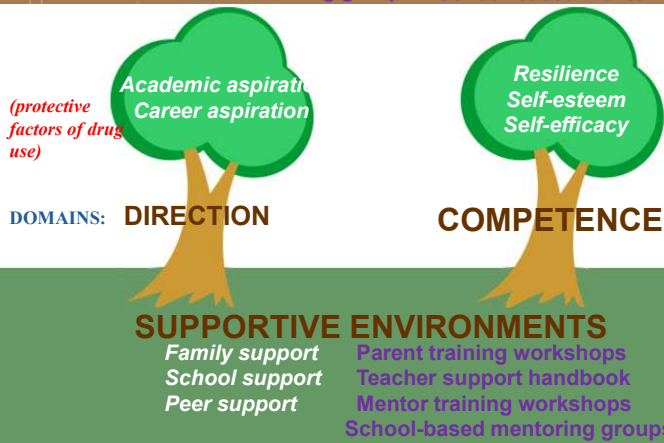 Academic aspirati
Career aspiration
Resilience
Self-esteem
Self-efficacy
(protective
factors of drug
use)
DOMAINS: DIRECTION
COMPETENCE
SUPPORTIVE ENVIRONMENTS
Family support Parent training workshops
School support Teacher support handbook
Peer support Mentor training workshops
School-based mentoring groups